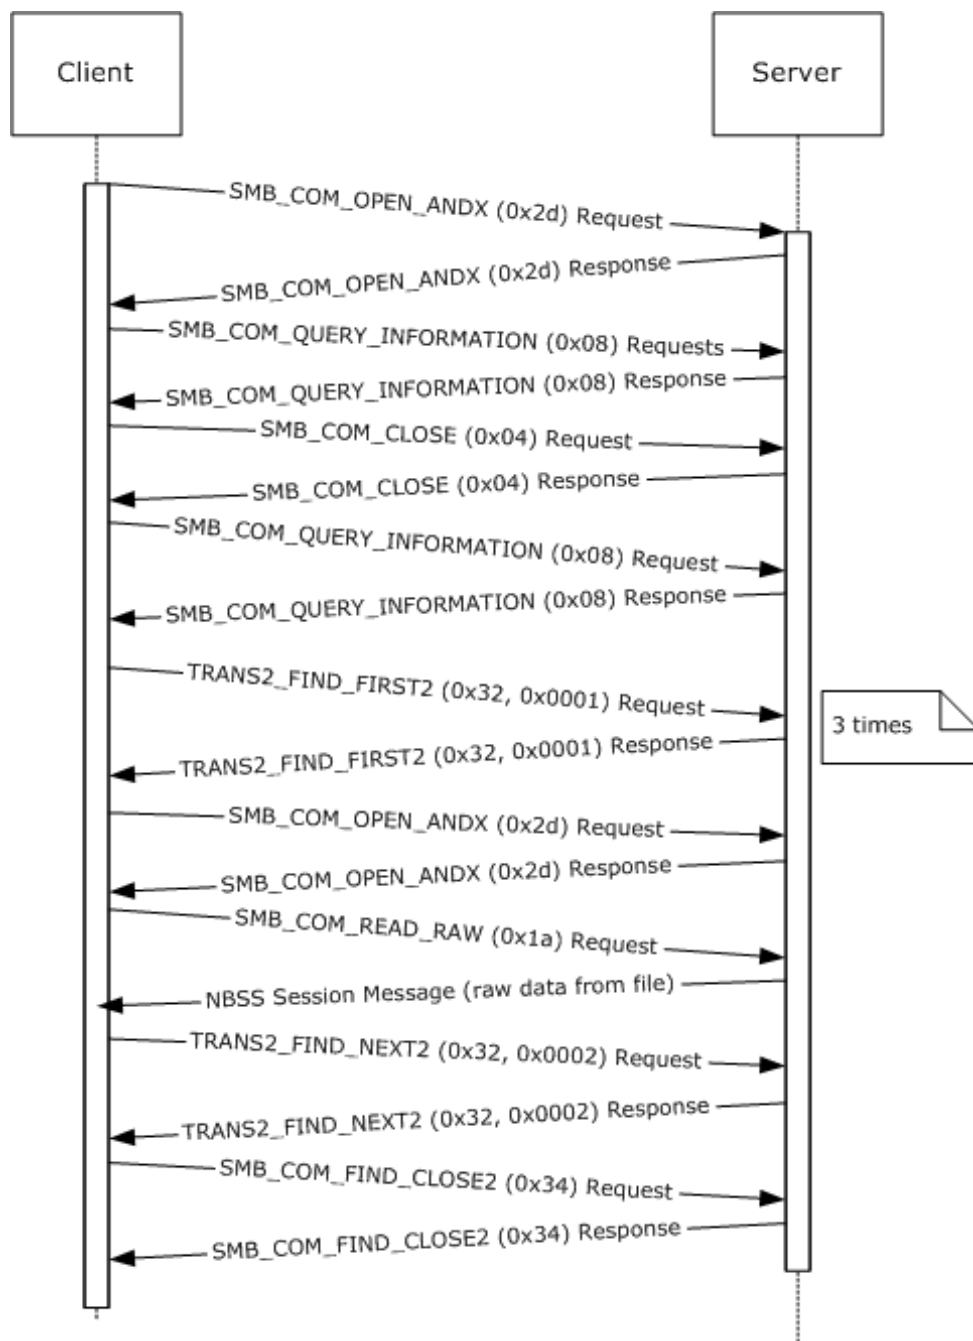 Client
Server
SMB_COM_OPEN_ANDX (0x2d) Request
SMB_COM_OPEN_ANDX (0x2d) Response
SMB_COM_QUERY_INFORMATION (0x08) Requests
SMB_COM_QUERY_INFORMATION (0x08) Response
SMB_COM_CLOSE (0x04) Request
SMB_COM_CLOSE (0x04) Response
SMB_COM_QUERY_INFORMATION (0x08) Request
SMB_COM_QUERY_INFORMATION (0x08) Response
TRANS2_FIND_FIRST2 (0x32, 0x0001) Request
3 times
TRANS2_FIND_FIRST2 (0x32, 0x0001) Response
SMB_COM_OPEN_ANDX (0x2d) Request
SMB_COM_OPEN_ANDX (0x2d) Response
SMB_COM_READ_RAW (0x1a) Request
NBSS Session Message (raw data from file)
TRANS2_FIND_NEXT2 (0x32, 0x0002) Request
TRANS2_FIND_NEXT2 (0x32, 0x0002) Response
SMB_COM_FIND_CLOSE2 (0x34) Request
SMB_COM_FIND_CLOSE2 (0x34) Response